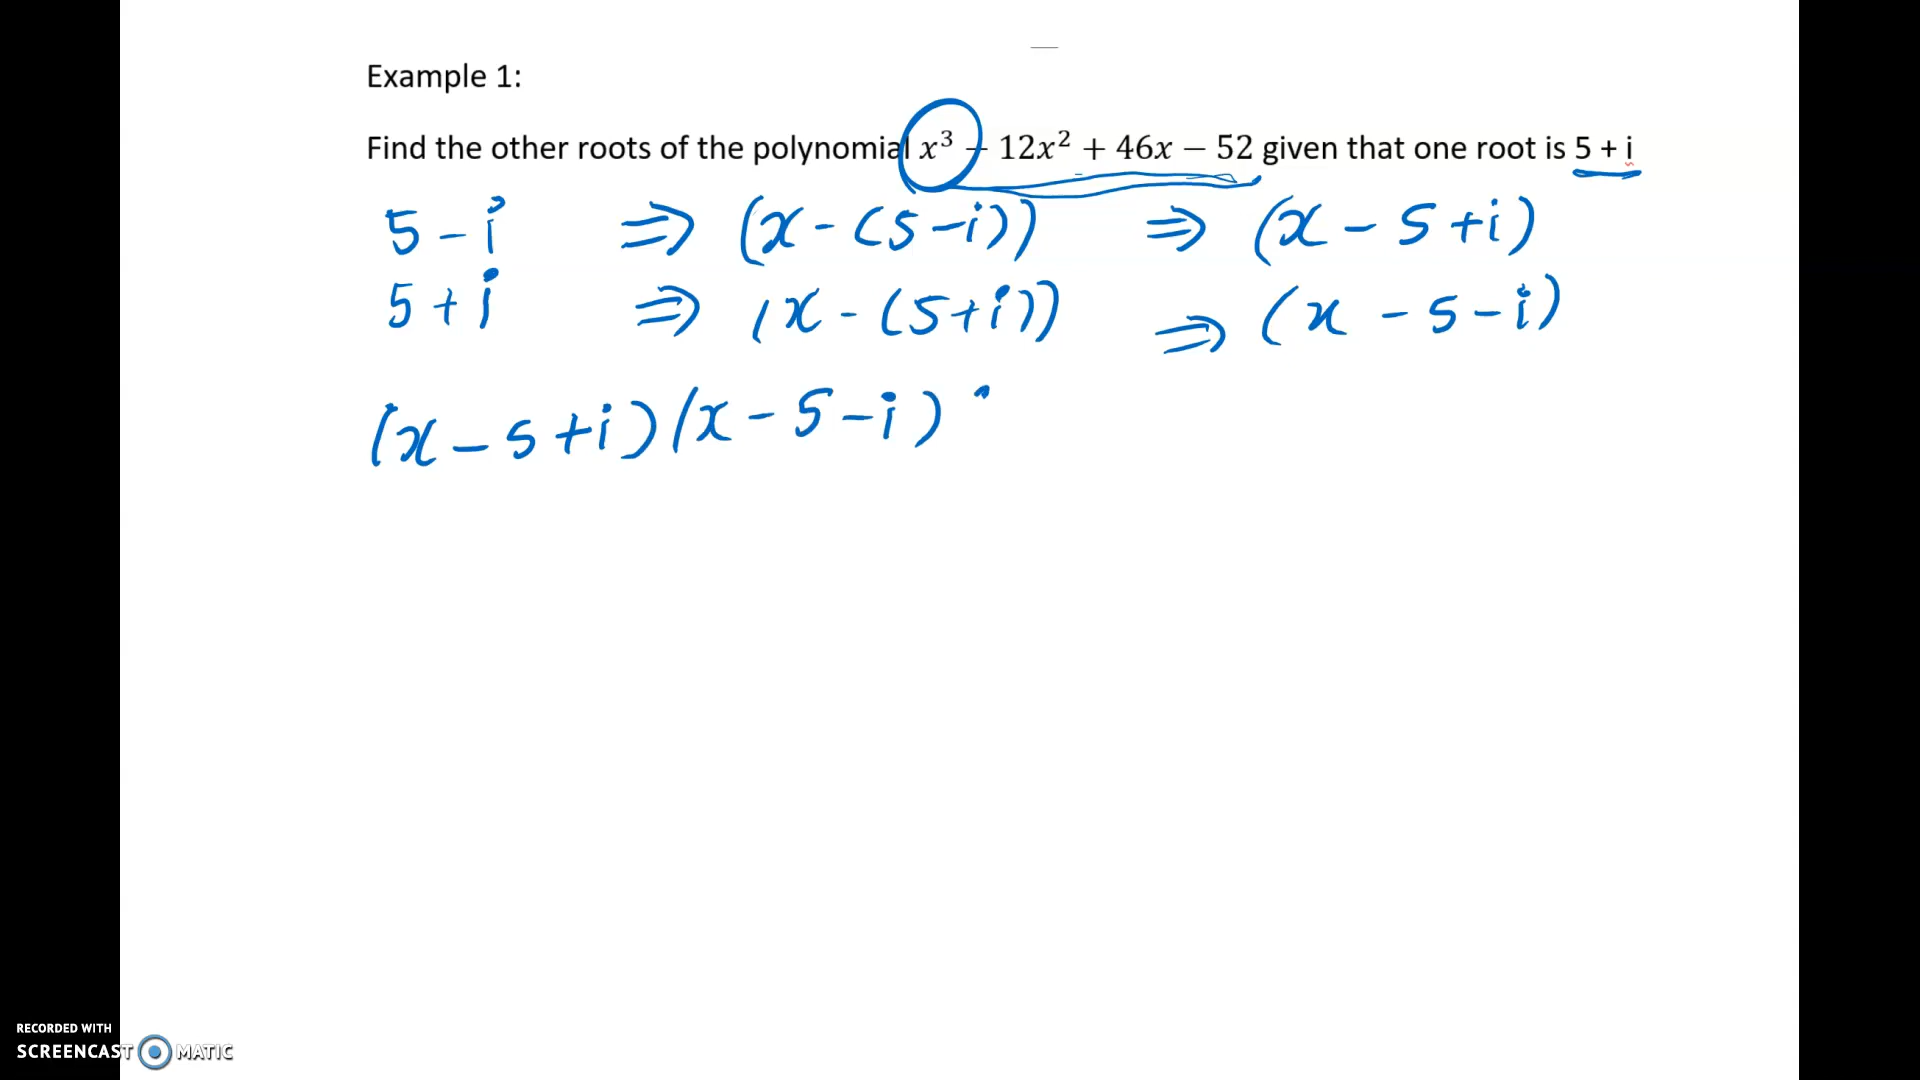 Example 1:
Find the other roots of the polynomial x³ − 12x² + 46x − 52 given that one root is 5 + i
5 - i ⇒ (x - (5 - i)) ⇒ (x - 5 + i)
5 + i ⇒ (x - (5 + i)) ⇒ (x - 5 - i)
(x - 5 + i)(x - 5 - i)
RECORDED WITH
SCREENCAST MATIC